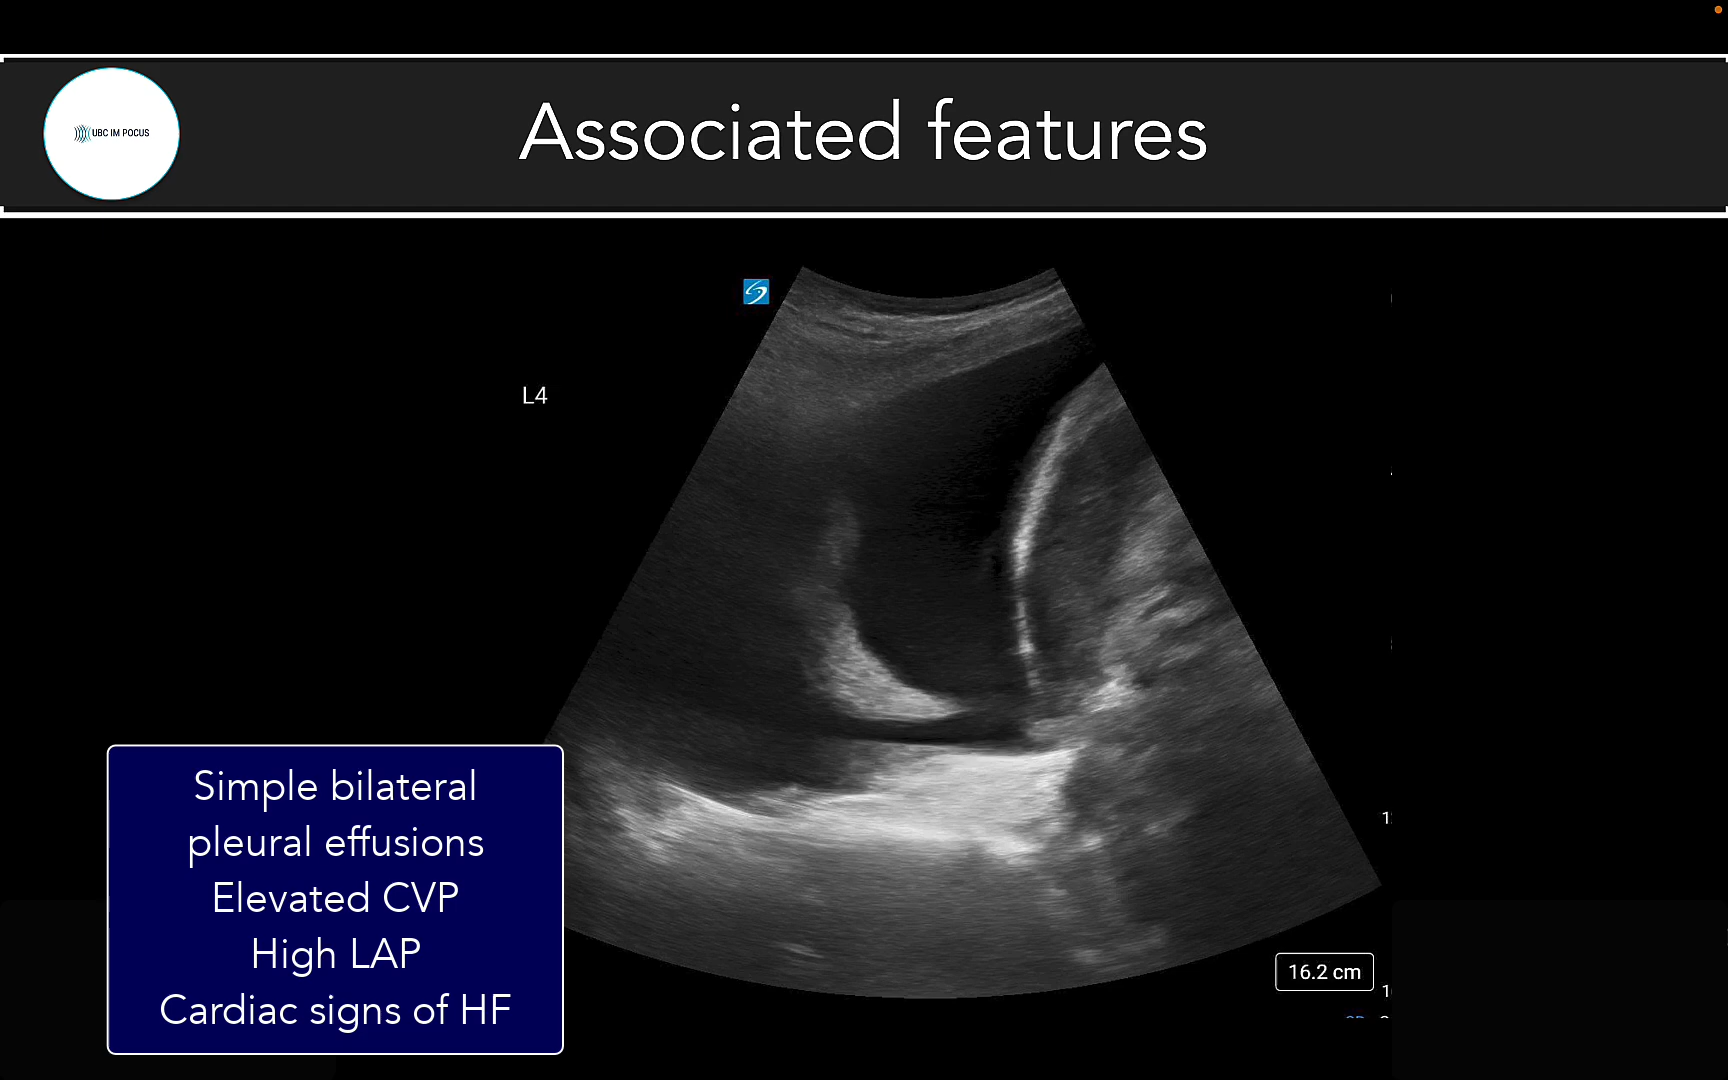 Associated features
UBC IM POCUS
L4
Simple bilateral
pleural effusions
Elevated CVP
High LAP
Cardiac signs of HF
16.2 cm